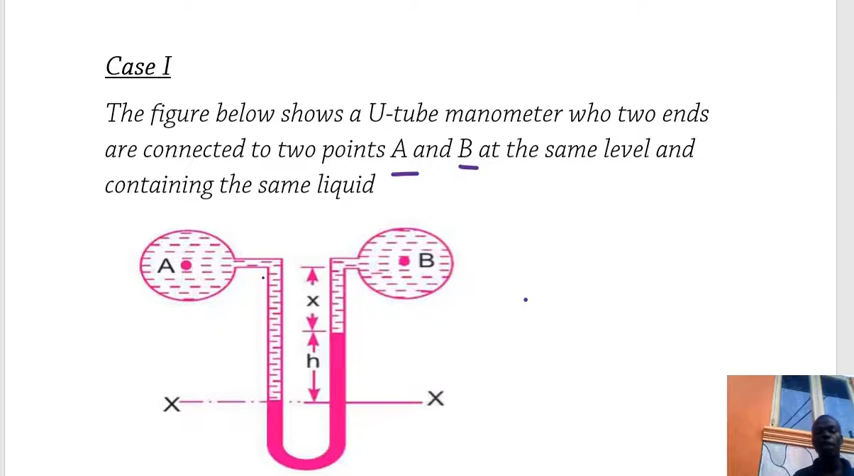 Case I
The figure below shows a U-tube manometer who two ends
are connected to two points A and B at the same level and
containing the same liquid
A
B
x
h
X
X